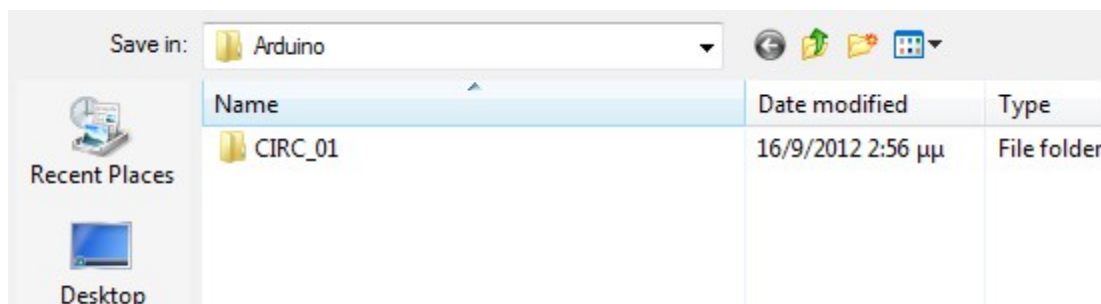 Save in: Arduino
Name Date modified Type
CIRC_01 16/9/2012 2:56 μμ File folder
Recent Places
Desktop